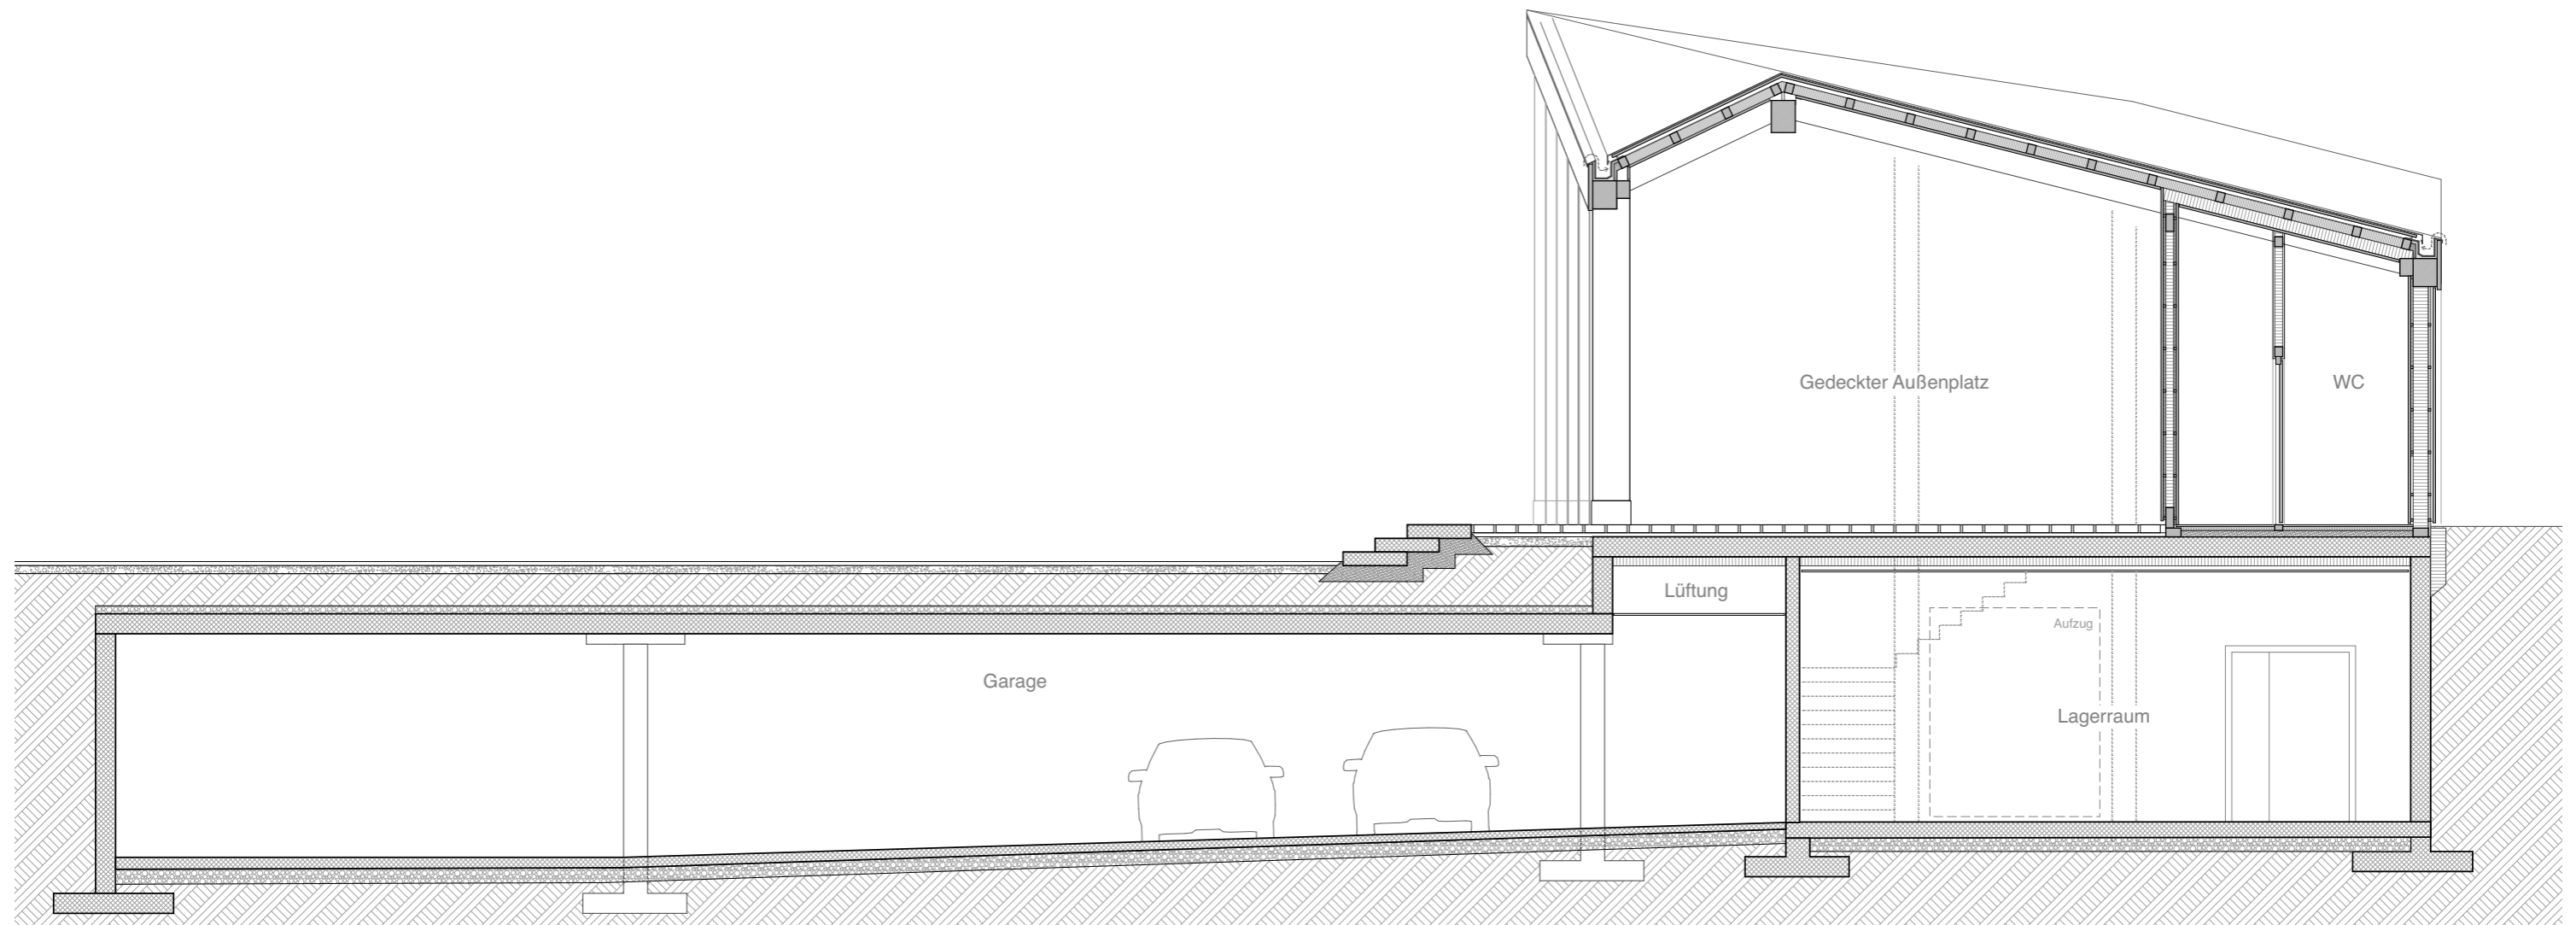 Gedeckter Außenplatz
WC
Lüftung
Aufzug
Garage
Lagerraum